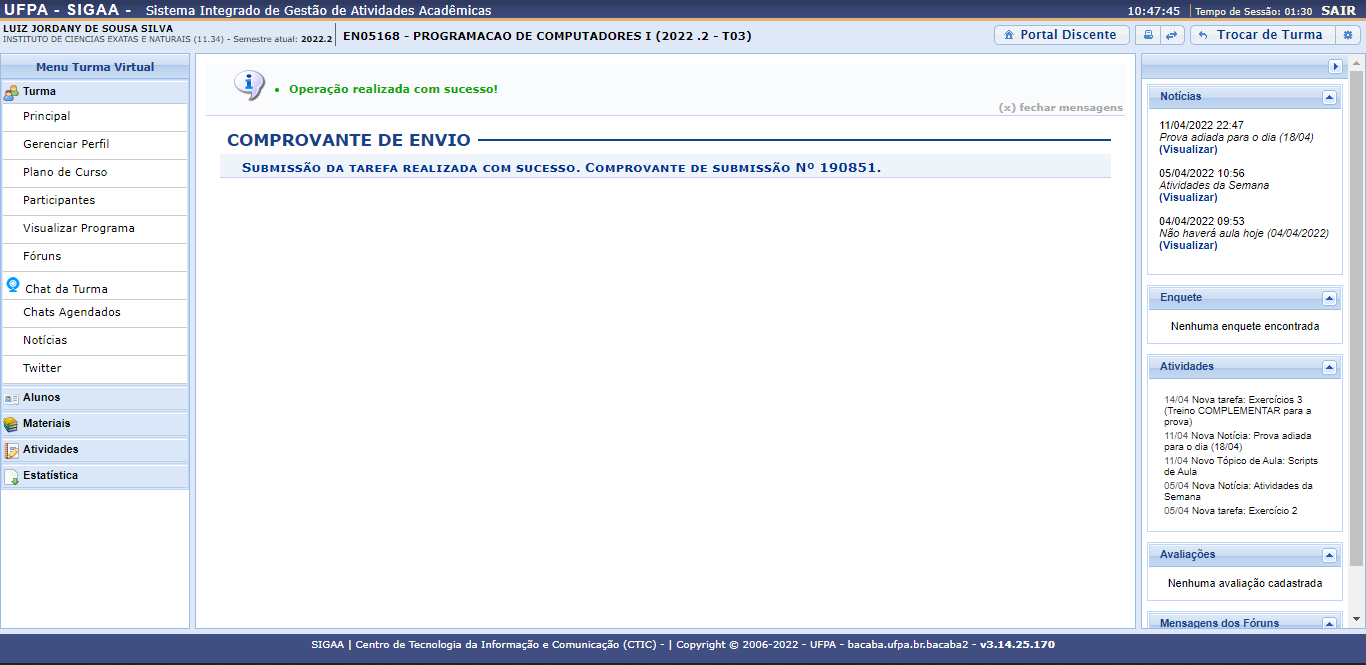 UFPA - SIGAA - Sistema Integrado de Gestão de Atividades Acadêmicas
10:47:45 Tempo de Sessão: 01:30 SAIR
LUIZ JORDANY DE SOUSA SILVA
INSTITUTO DE CIENCIAS EXATAS E NATURAIS (11.34) - Semestre atual: 2022.2
EN05168 - PROGRAMACAO DE COMPUTADORES I (2022 .2 - T03)
Portal Discente
Trocar de Turma
Menu Turma Virtual
Turma
Principal
Gerenciar Perfil
Plano de Curso
Participantes
Visualizar Programa
Fóruns
Chat da Turma
Chats Agendados
Notícias
Twitter
Alunos
Materiais
Atividades
Estatística
• Operação realizada com sucesso!
(x) fechar mensagens
COMPROVANTE DE ENVIO
SUBMISSÃO DA TAREFA REALIZADA COM SUCESSO. COMPROVANTE DE SUBMISSÃO Nº 190851.
Notícias
11/04/2022 22:47
Prova adiada para o dia (18/04)
(Visualizar)
05/04/2022 10:56
Atividades da Semana
(Visualizar)
04/04/2022 09:53
Não haverá aula hoje (04/04/2022)
(Visualizar)
Enquete
Nenhuma enquete encontrada
Atividades
14/04 Nova tarefa: Exercícios 3
(Treino COMPLEMENTAR para a
prova)
11/04 Nova Notícia: Prova adiada
para o dia (18/04)
11/04 Novo Tópico de Aula: Scripts
de Aula
05/04 Nova Notícia: Atividades da
Semana
05/04 Nova tarefa: Exercício 2
Avaliações
Nenhuma avaliação cadastrada
Mensagens dos Fóruns
SIGAA | Centro de Tecnologia da Informação e Comunicação (CTIC) - | Copyright © 2006-2022 - UFPA - bacaba.ufpa.br.bacaba2 - v3.14.25.170